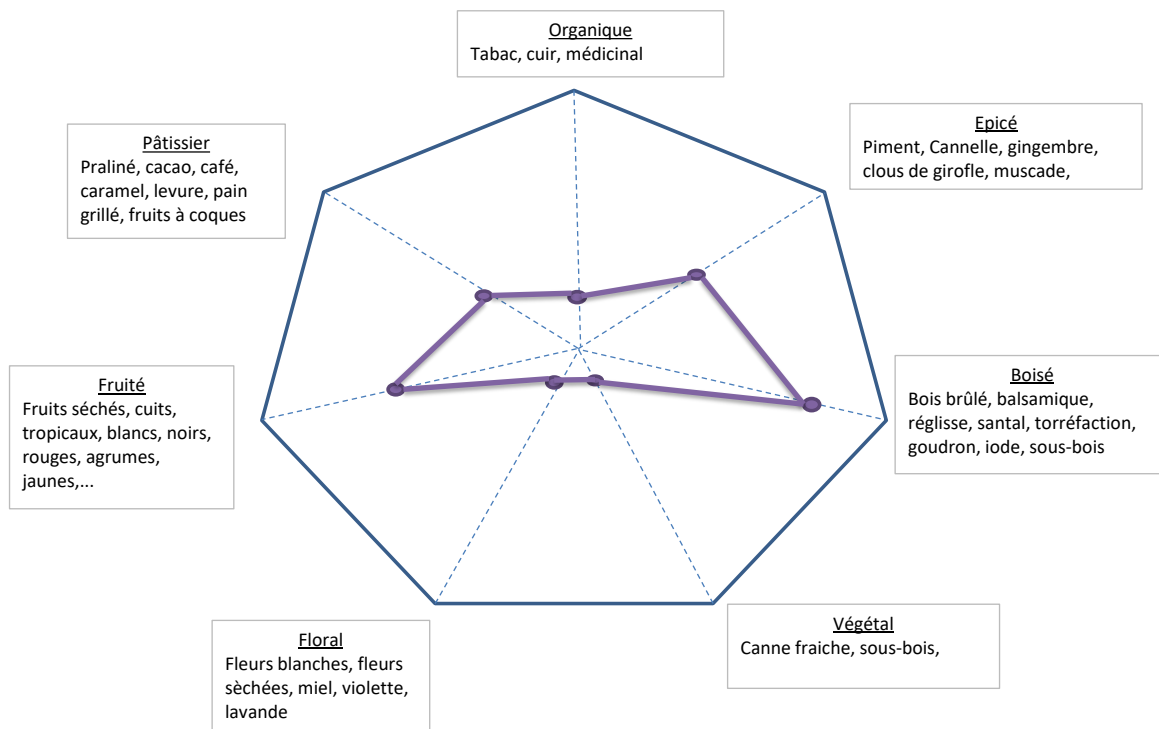 Organique
Tabac, cuir, médicinal
Epicé
Piment, Cannelle, gingembre,
clous de girofle, muscade,
Pâtissier
Praliné, cacao, café,
caramel, levure, pain
grillé, fruits à coques
Boisé
Bois brûlé, balsamique,
réglisse, santal, torréfaction,
goudron, iode, sous-bois
Fruité
Fruits séchés, cuits,
tropicaux, blancs, noirs,
rouges, agrumes,
jaunes,...
Végétal
Canne fraiche, sous-bois,
Floral
Fleurs blanches, fleurs
sèchées, miel, violette,
lavande